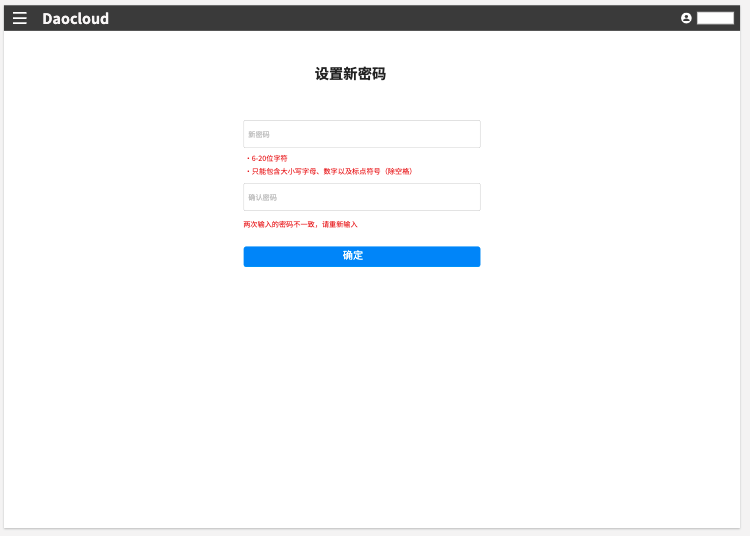 Daocloud
设置新密码
新密码
・6-20位字符
・只能包含大小写字母、数字以及标点符号（除空格）
确认密码
两次输入的密码不一致，请重新输入
确定